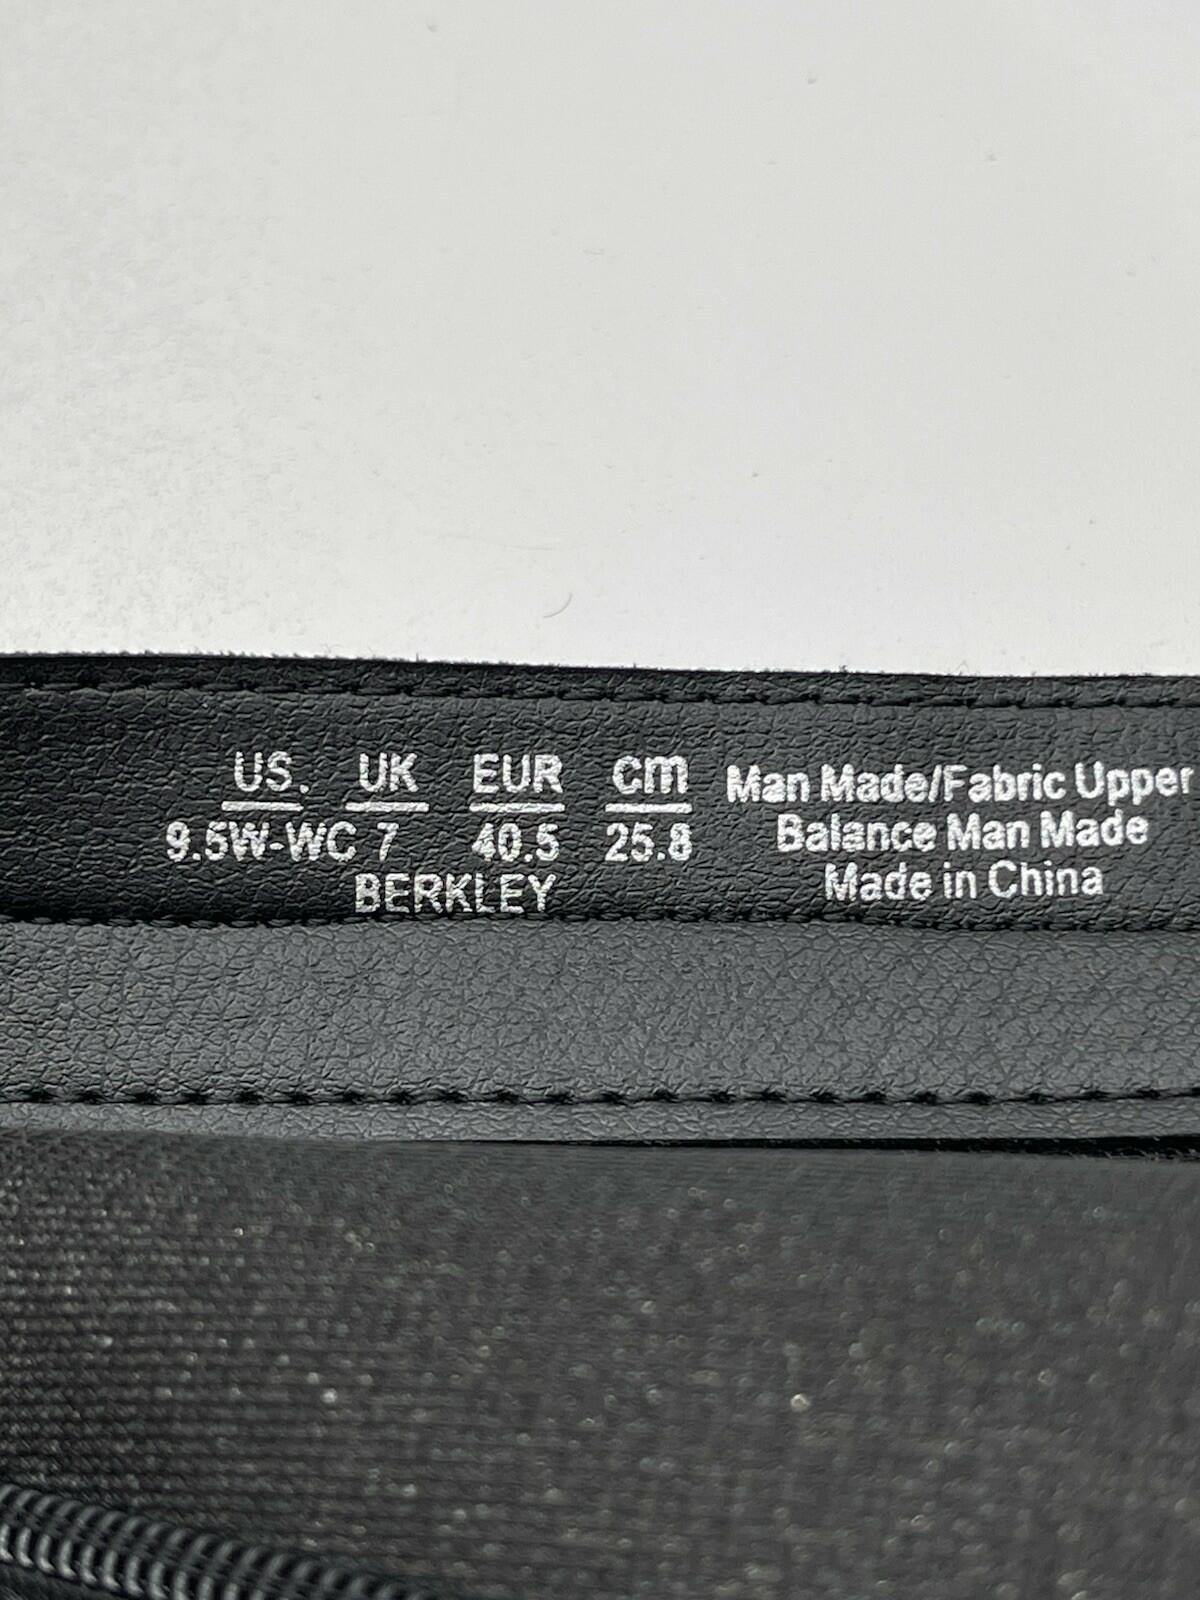 US. UK EUR cm
9.5W-WC 7 40.5 25.8
BERKLEY
Man Made/Fabric Upper
Balance Man Made
Made in China